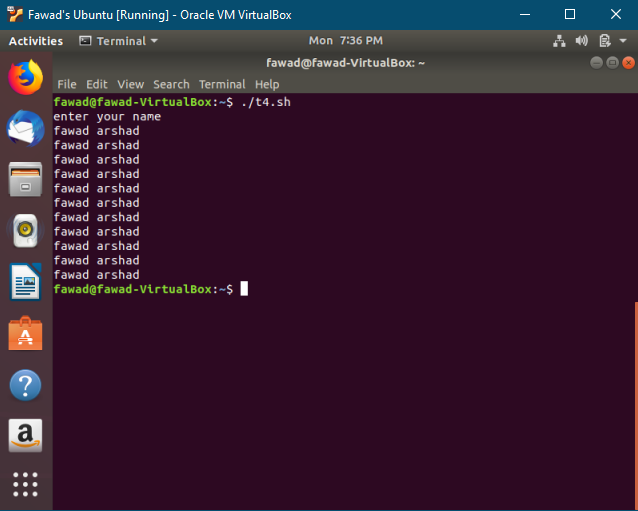 Fawad's Ubuntu [Running] - Oracle VM VirtualBox
Activities Terminal Mon 7:36 PM
fawad@fawad-VirtualBox: ~
File Edit View Search Terminal Help
fawad@fawad-VirtualBox:~$ ./t4.sh
enter your name
fawad arshad
fawad arshad
fawad arshad
fawad arshad
fawad arshad
fawad arshad
fawad arshad
fawad arshad
fawad arshad
fawad arshad
fawad arshad
fawad@fawad-VirtualBox:~$